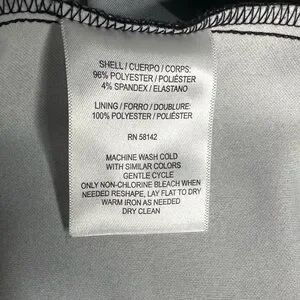 SHELL / CUERPO / CORPS:
96% POLYESTER / POLIÉSTER
4% SPANDEX / ELASTANO
LINING / FORRO / DOUBLURE:
100% POLYESTER / POLIÉSTER
RN 58142
MACHINE WASH COLD
WITH SIMILAR COLORS
GENTLE CYCLE
ONLY NON-CHLORINE BLEACH WHEN
NEEDED RESHAPE, LAY FLAT TO DRY
WARM IRON AS NEEDED
DRY CLEAN